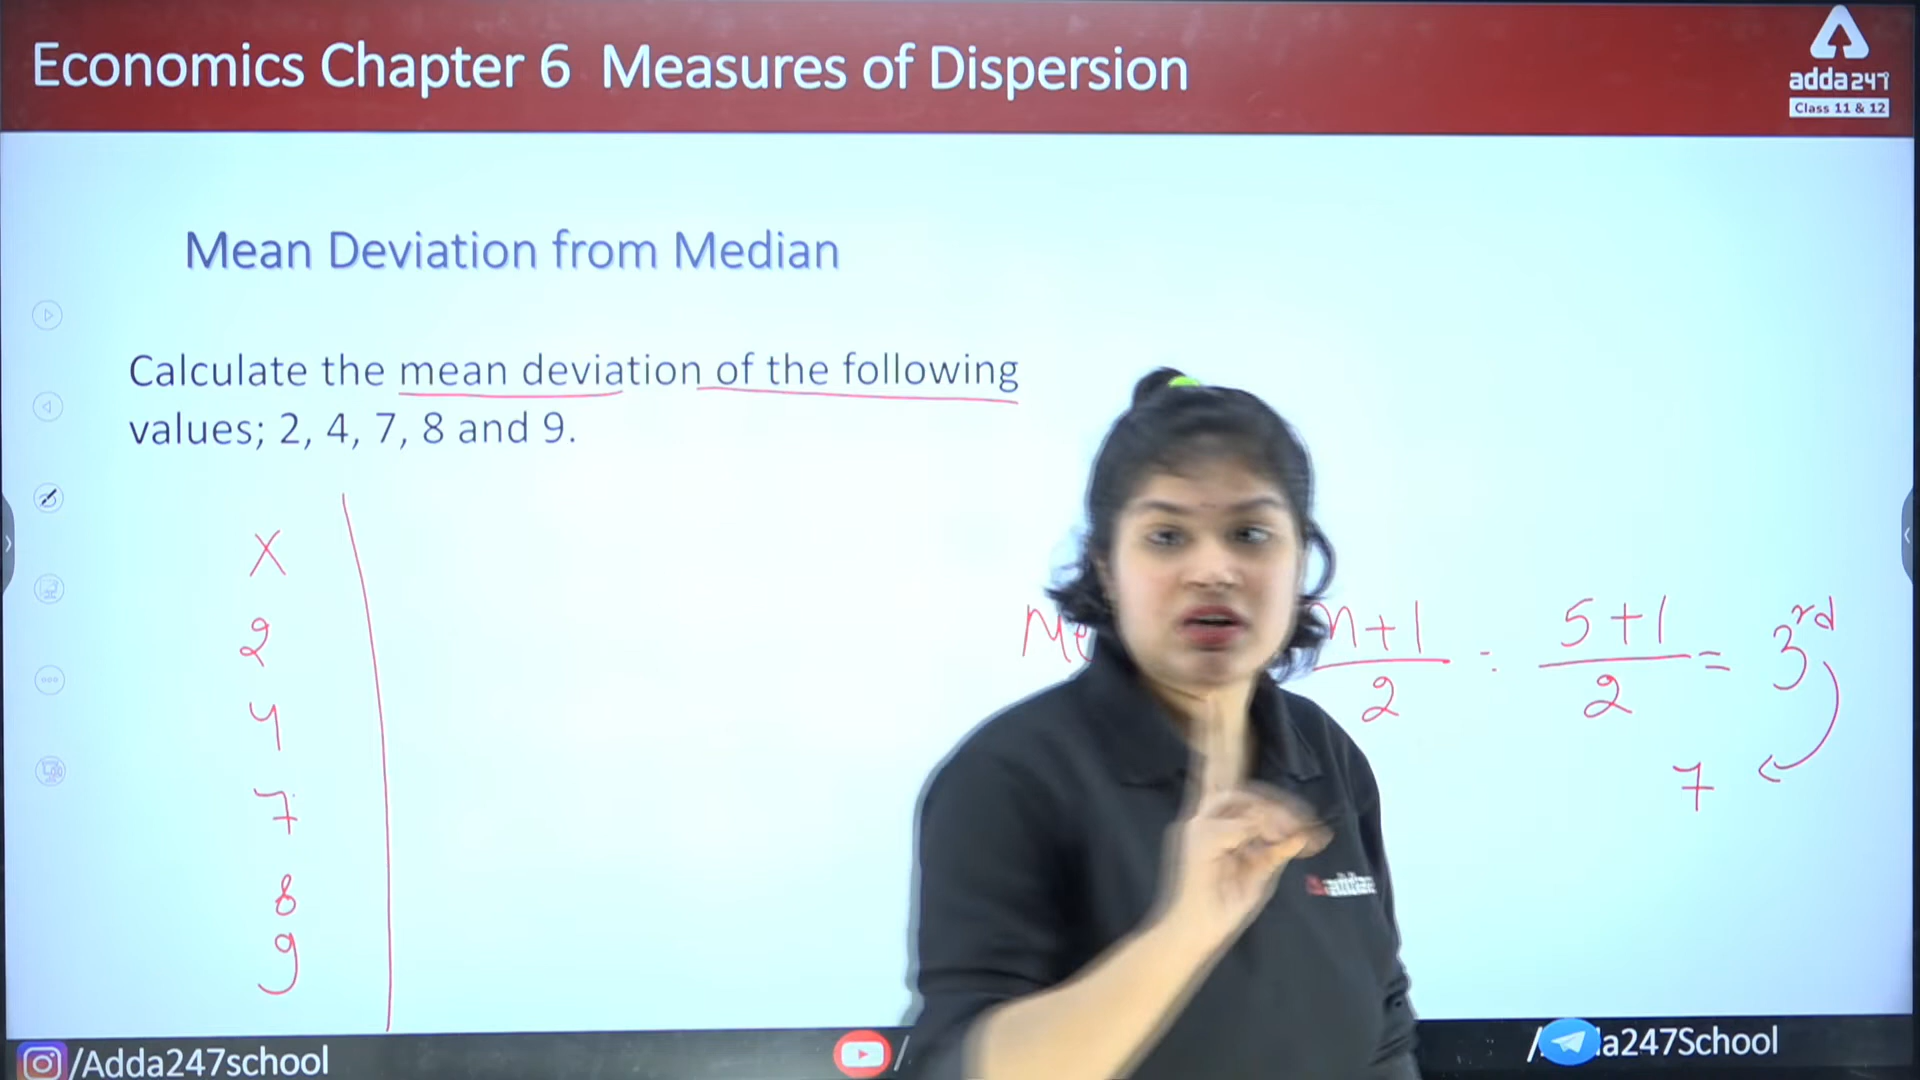 Economics Chapter 6 Measures of Dispersion
adda247
Class 11 & 12
Mean Deviation from Median
Calculate the mean deviation of the following
values; 2, 4, 7, 8 and 9.
X
2
4
7
8
9
n+1 / 2 = 5+1 / 2 = 3rd
7
/Adda247school
/
a247School